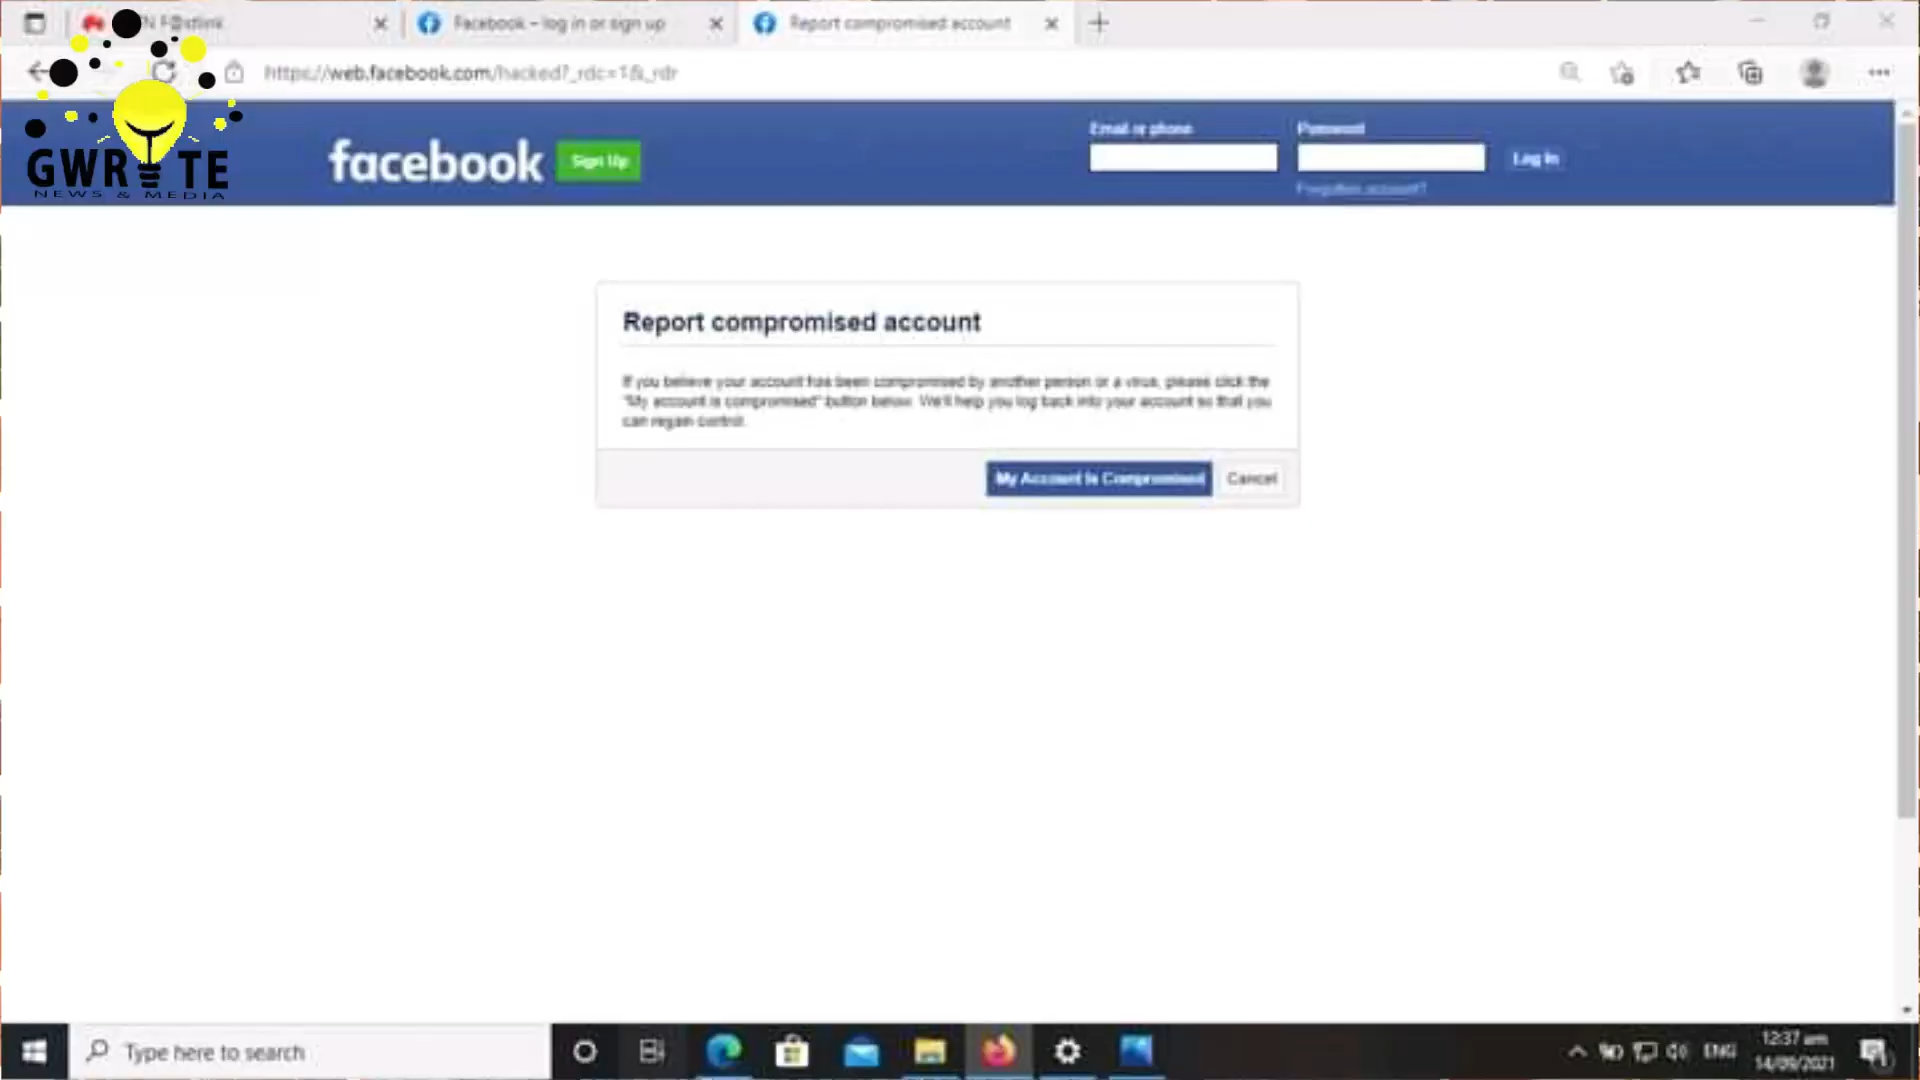 Facebook – log in or sign up
Report compromised account
https://web.facebook.com/hacked?_rdc=1&_rdr
GWR TE
NEWS & MEDIA
facebook
Sign Up
Email or phone
Password
Log In
Forgotten account?
Report compromised account
If you believe your account has been compromised by another person or a virus, please click the
"My account is compromised" button below. We'll help you log back into your account so that you
can regain control.
My Account Is Compromised
Cancel
Type here to search
ENG
12:37 am
14/09/2021